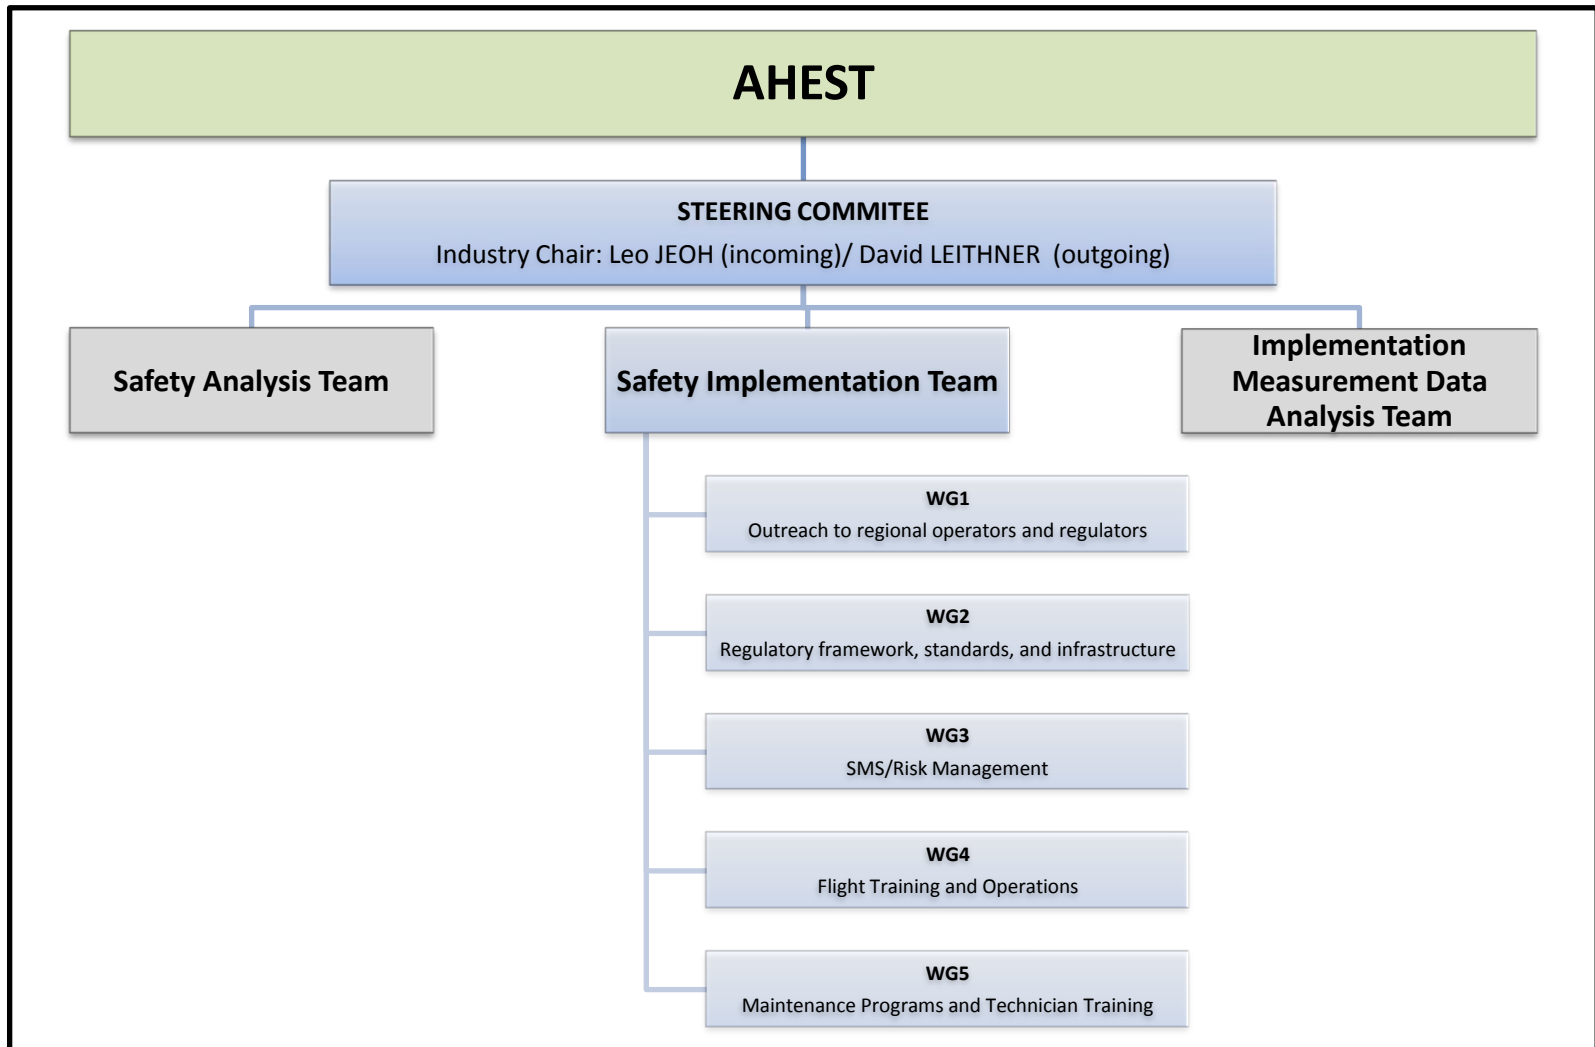 AHEST
STEERING COMMITEE
Industry Chair: Leo JEOH (incoming)/ David LEITHNER (outgoing)
Safety Analysis Team
Safety Implementation Team
Implementation
Measurement Data
Analysis Team
WG1
Outreach to regional operators and regulators
WG2
Regulatory framework, standards, and infrastructure
WG3
SMS/Risk Management
WG4
Flight Training and Operations
WG5
Maintenance Programs and Technician Training